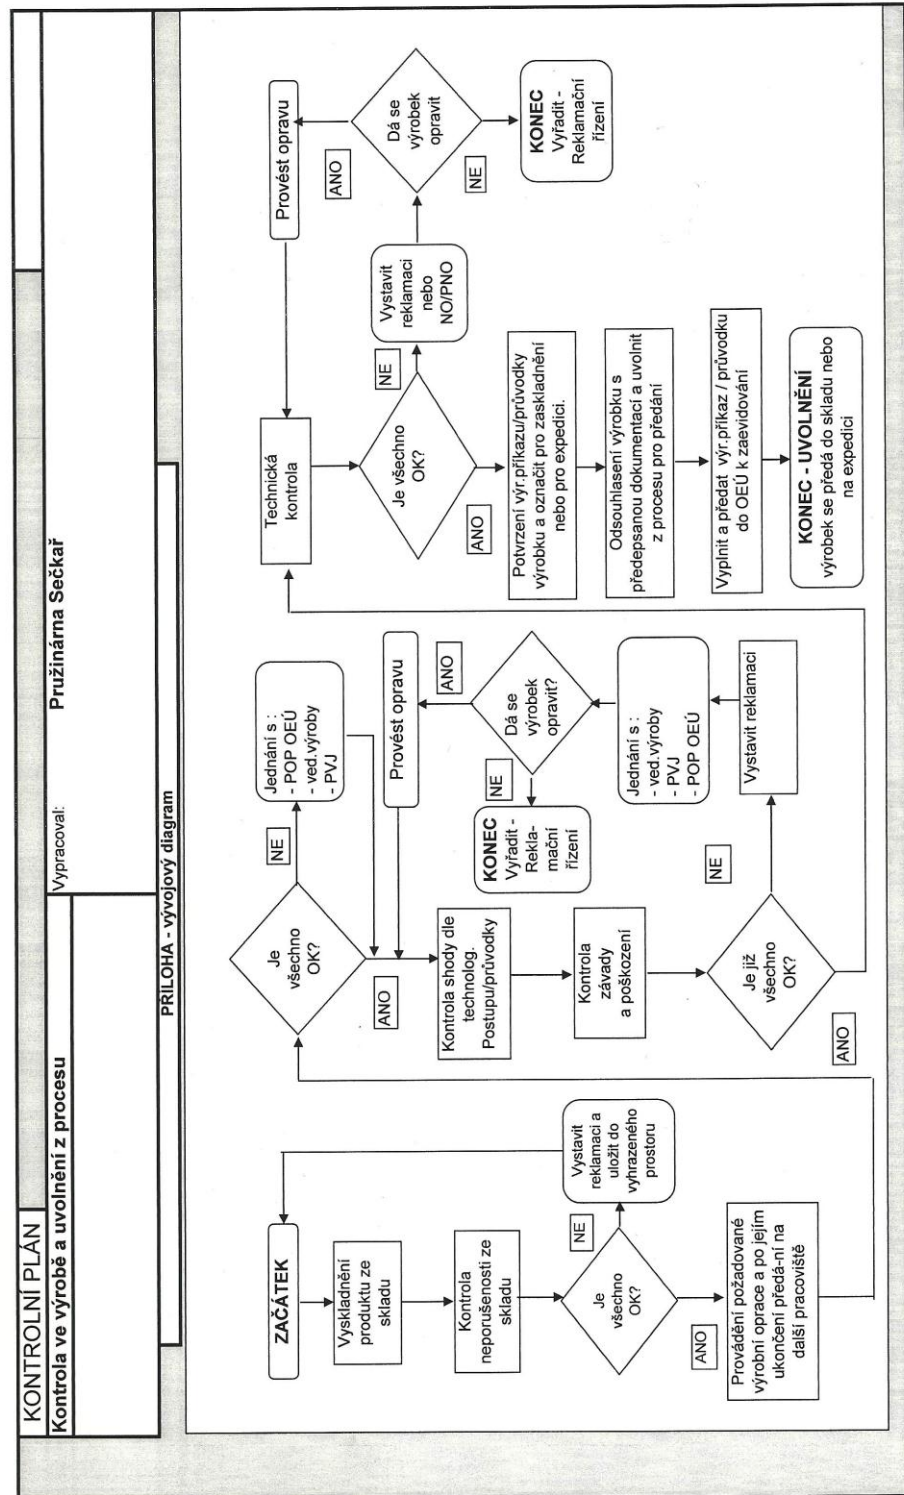 KONTROLNÍ PLÁN
Kontrola ve výrobě a uvolnění z procesu
Vypracoval:
Pružinárna Sečkař
PŘÍLOHA - vývojový diagram
ZAČÁTEK
Vyskladnění
produktu ze
skladu
Kontrola
neporušenosti ze
skladu
Je
všechno
OK?
NE
Vystavit
reklamaci a
uložit do
vyhrazeného
prostoru
ANO
Provádění požadované
výrobní oprace a po jejím
ukončení předá-ní na
další pracoviště
Je
všechno
OK?
NE
Jednání s :
- POP OEÚ
- ved.výroby
- PVJ
ANO
Kontrola shody dle
technolog.
Postupu/průvodky
Kontrola
závady
a poškození
Je již
všechno
OK?
NE
Vystavit reklamaci
Jednání s :
- ved.výroby
- PVJ
- POP OEÚ
Dá se
výrobek
opravit?
ANO
Provést opravu
NE
KONEC
Vyřadit -
Rekla-
mační
řízení
ANO
Technická
kontrola
Je všechno
OK?
NE
Vystavit
reklamaci
nebo
NO/PNO
Dá se
výrobek
opravit
ANO
Provést opravu
NE
KONEC
Vyřadit -
Reklamační
řízení
ANO
Potvrzení výr.příkazu/průvodky
výrobku a označit pro zaskladnění
nebo pro expedici.
Odsouhlasení výrobku s
předepsanou dokumentací a uvolnit
z procesu pro předání
Vyplnit a předat výr.příkaz / průvodku
do OEÚ k zaevidování
KONEC - UVOLNĚNÍ
výrobek se předá do skladu nebo
na expedici